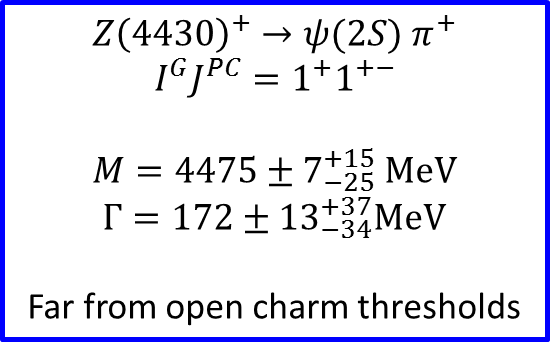 Z(4430)⁺ → ψ(2S) π⁺
I^G J^{PC} = 1⁺1⁺⁻
M = 4475 ± 7⁺¹⁵₋₂₅ MeV
Γ = 172 ± 13⁺³⁷₋₃₄ MeV
Far from open charm thresholds